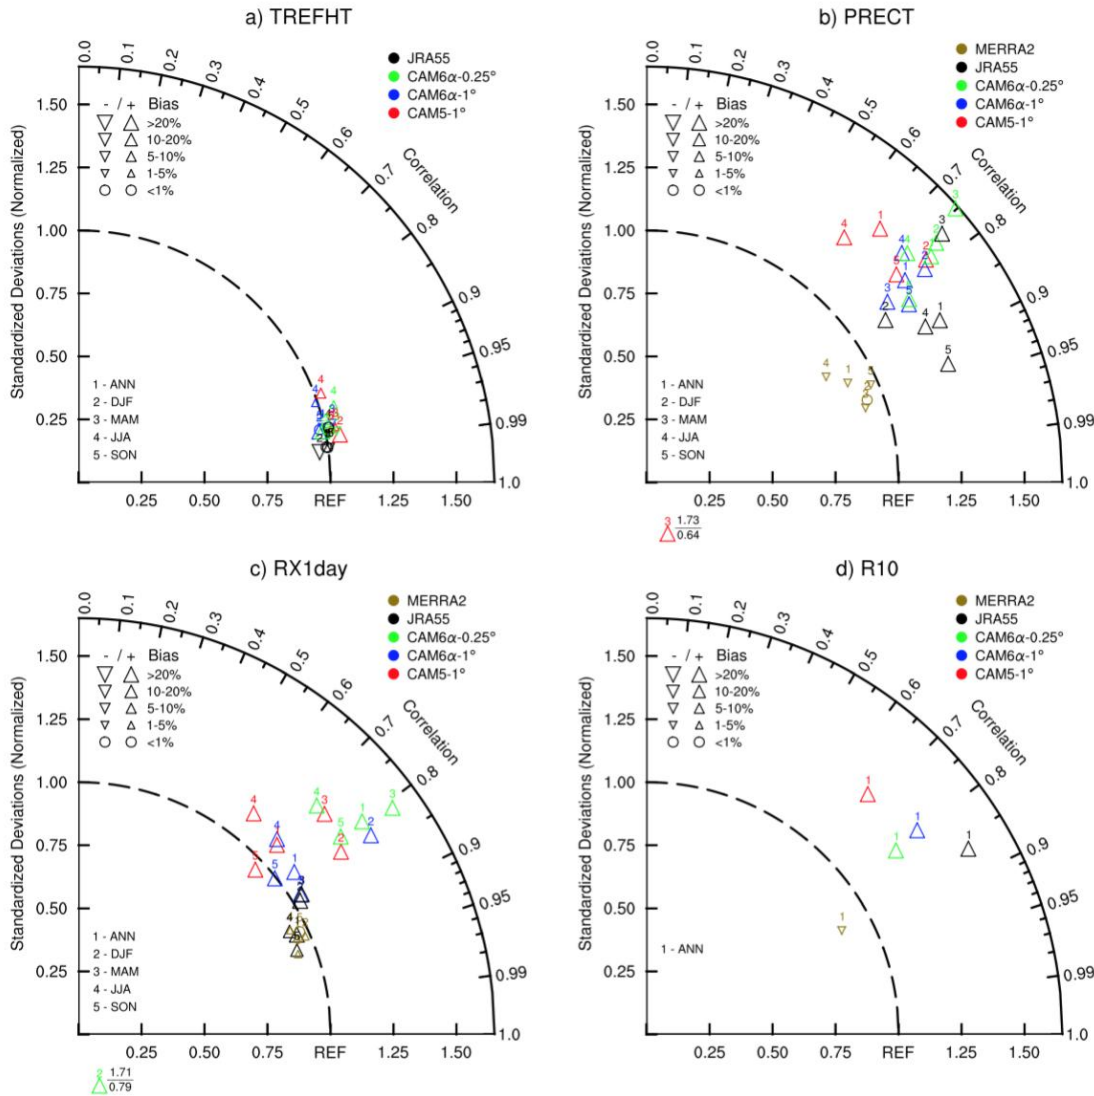 a) TREFHT
0.0 0.1 0.2 0.3 0.4 0.5 0.6 0.7 0.8 0.9 0.95 0.99 1.0
Correlation
JRA55
CAM6α-0.25°
CAM6α-1°
CAM5-1°
- / + Bias
>20%
10-20%
5-10%
1-5%
<1%
Standardized Deviations (Normalized)
1.50
1.25
1.00
0.75
0.50
0.25
1 - ANN
2 - DJF
3 - MAM
4 - JJA
5 - SON
0.25 0.50 0.75 REF 1.25 1.50
b) PRECT
0.0 0.1 0.2 0.3 0.4 0.5 0.6 0.7 0.8 0.9 0.95 0.99 1.0
Correlation
MERRA2
JRA55
CAM6α-0.25°
CAM6α-1°
CAM5-1°
- / + Bias
>20%
10-20%
5-10%
1-5%
<1%
Standardized Deviations (Normalized)
1.50
1.25
1.00
0.75
0.50
0.25
1 - ANN
2 - DJF
3 - MAM
4 - JJA
5 - SON
0.25 0.50 0.75 REF 1.25 1.50
3 1.73
0.64
c) RX1day
0.0 0.1 0.2 0.3 0.4 0.5 0.6 0.7 0.8 0.9 0.95 0.99 1.0
Correlation
MERRA2
JRA55
CAM6α-0.25°
CAM6α-1°
CAM5-1°
- / + Bias
>20%
10-20%
5-10%
1-5%
<1%
Standardized Deviations (Normalized)
1.50
1.25
1.00
0.75
0.50
0.25
1 - ANN
2 - DJF
3 - MAM
4 - JJA
5 - SON
0.25 0.50 0.75 REF 1.25 1.50
2 1.71
0.79
d) R10
0.0 0.1 0.2 0.3 0.4 0.5 0.6 0.7 0.8 0.9 0.95 0.99 1.0
Correlation
MERRA2
JRA55
CAM6α-0.25°
CAM6α-1°
CAM5-1°
- / + Bias
>20%
10-20%
5-10%
1-5%
<1%
Standardized Deviations (Normalized)
1.50
1.25
1.00
0.75
0.50
0.25
1
1
1
1
1
1 - ANN
0.25 0.50 0.75 REF 1.25 1.50